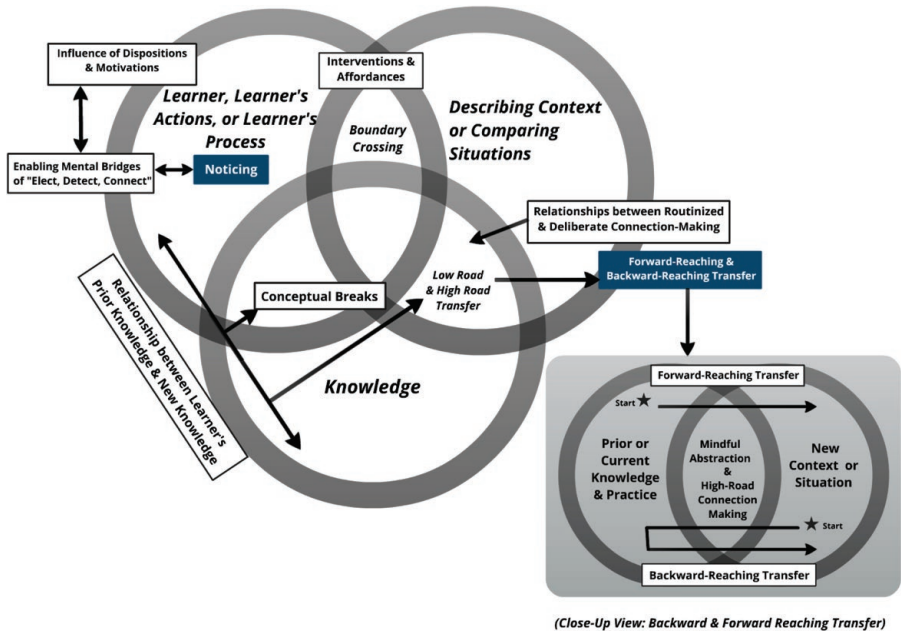 Influence of Dispositions
& Motivations
Interventions &
Affordances
Learner, Learner's
Actions, or Learner's
Process
Describing Context
or Comparing
Situations
Boundary
Crossing
Enabling Mental Bridges
of "Elect, Detect, Connect"
Noticing
Relationships between Routinized
& Deliberate Connection-Making
Forward-Reaching &
Backward-Reaching Transfer
Low Road
& High Road
Transfer
Conceptual Breaks
Relationship between Learner's
Prior Knowledge & New Knowledge
Knowledge
Forward-Reaching Transfer
Start
Prior or
Current
Knowledge
& Practice
Mindful
Abstraction
&
High-Road
Connection
Making
New
Context or
Situation
Start
Backward-Reaching Transfer
(Close-Up View: Backward & Forward Reaching Transfer)